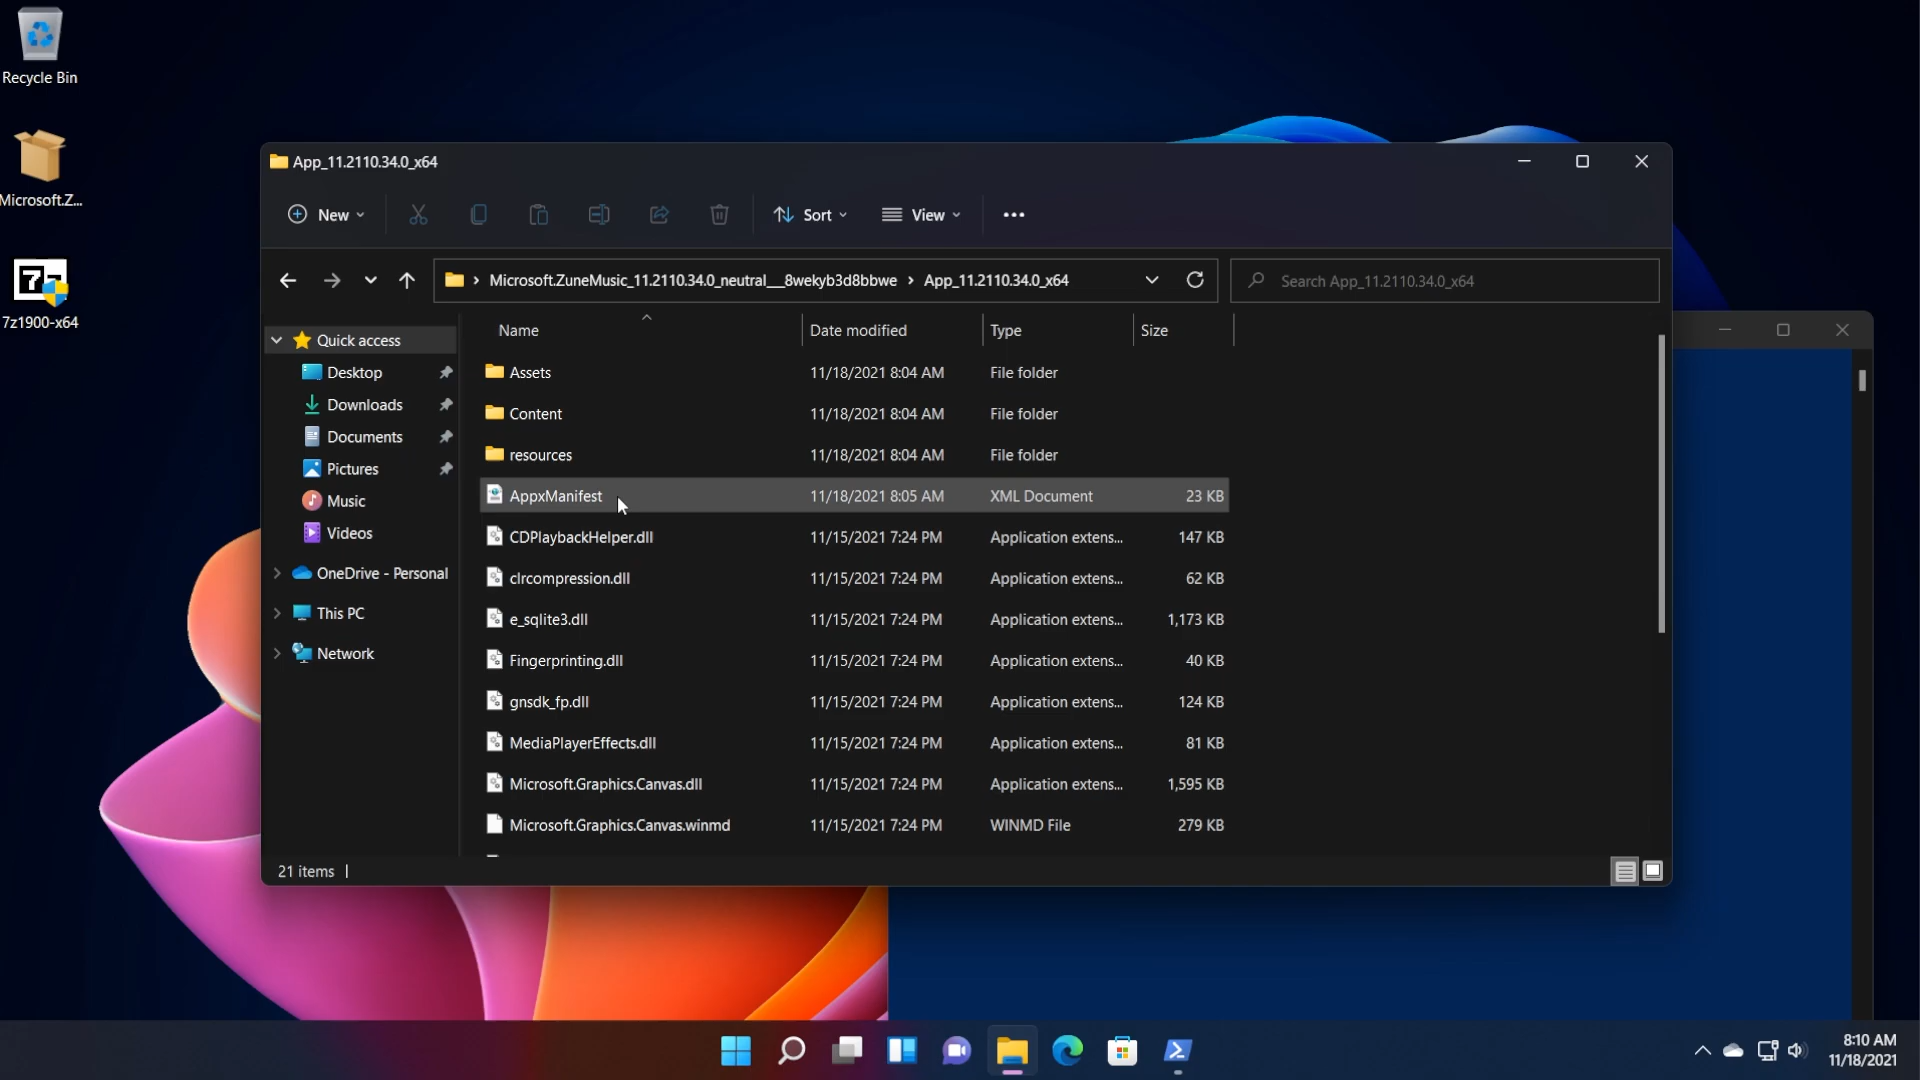 Recycle Bin
Microsoft.Z...
7z1900-x64
App_11.2110.34.0_x64
New
Sort
View
Microsoft.ZuneMusic_11.2110.34.0_neutral__8wekyb3d8bbwe > App_11.2110.34.0_x64
Search App_11.2110.34.0_x64
Quick access
Desktop
Downloads
Documents
Pictures
Music
Videos
OneDrive - Personal
This PC
Network
Name Date modified Type Size
Assets 11/18/2021 8:04 AM File folder
Content 11/18/2021 8:04 AM File folder
resources 11/18/2021 8:04 AM File folder
AppxManifest 11/18/2021 8:05 AM XML Document 23 KB
CDPlaybackHelper.dll 11/15/2021 7:24 PM Application extens... 147 KB
clrcompression.dll 11/15/2021 7:24 PM Application extens... 62 KB
e_sqlite3.dll 11/15/2021 7:24 PM Application extens... 1,173 KB
Fingerprinting.dll 11/15/2021 7:24 PM Application extens... 40 KB
gnsdk_fp.dll 11/15/2021 7:24 PM Application extens... 124 KB
MediaPlayerEffects.dll 11/15/2021 7:24 PM Application extens... 81 KB
Microsoft.Graphics.Canvas.dll 11/15/2021 7:24 PM Application extens... 1,595 KB
Microsoft.Graphics.Canvas.winmd 11/15/2021 7:24 PM WINMD File 279 KB
21 items
8:10 AM
11/18/2021